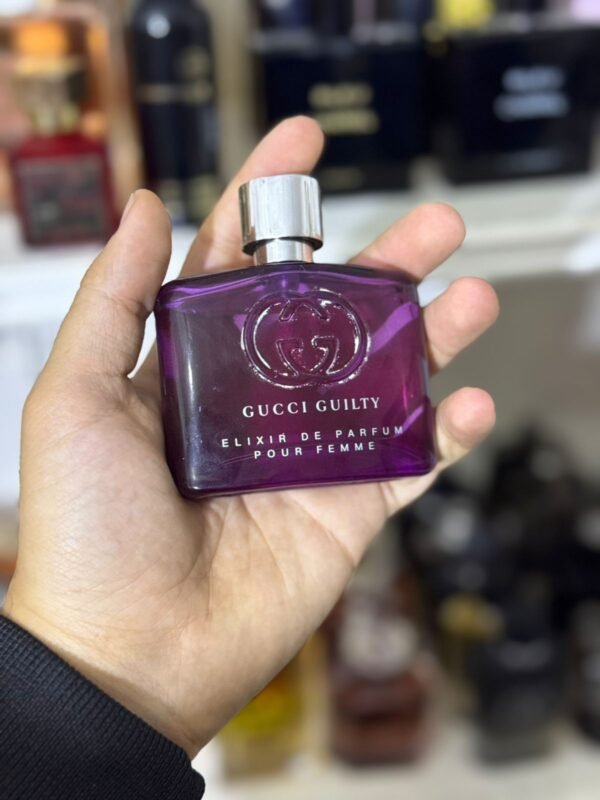 GUCCI GUILTY
ELIXIR DE PARFUM
POUR FEMME